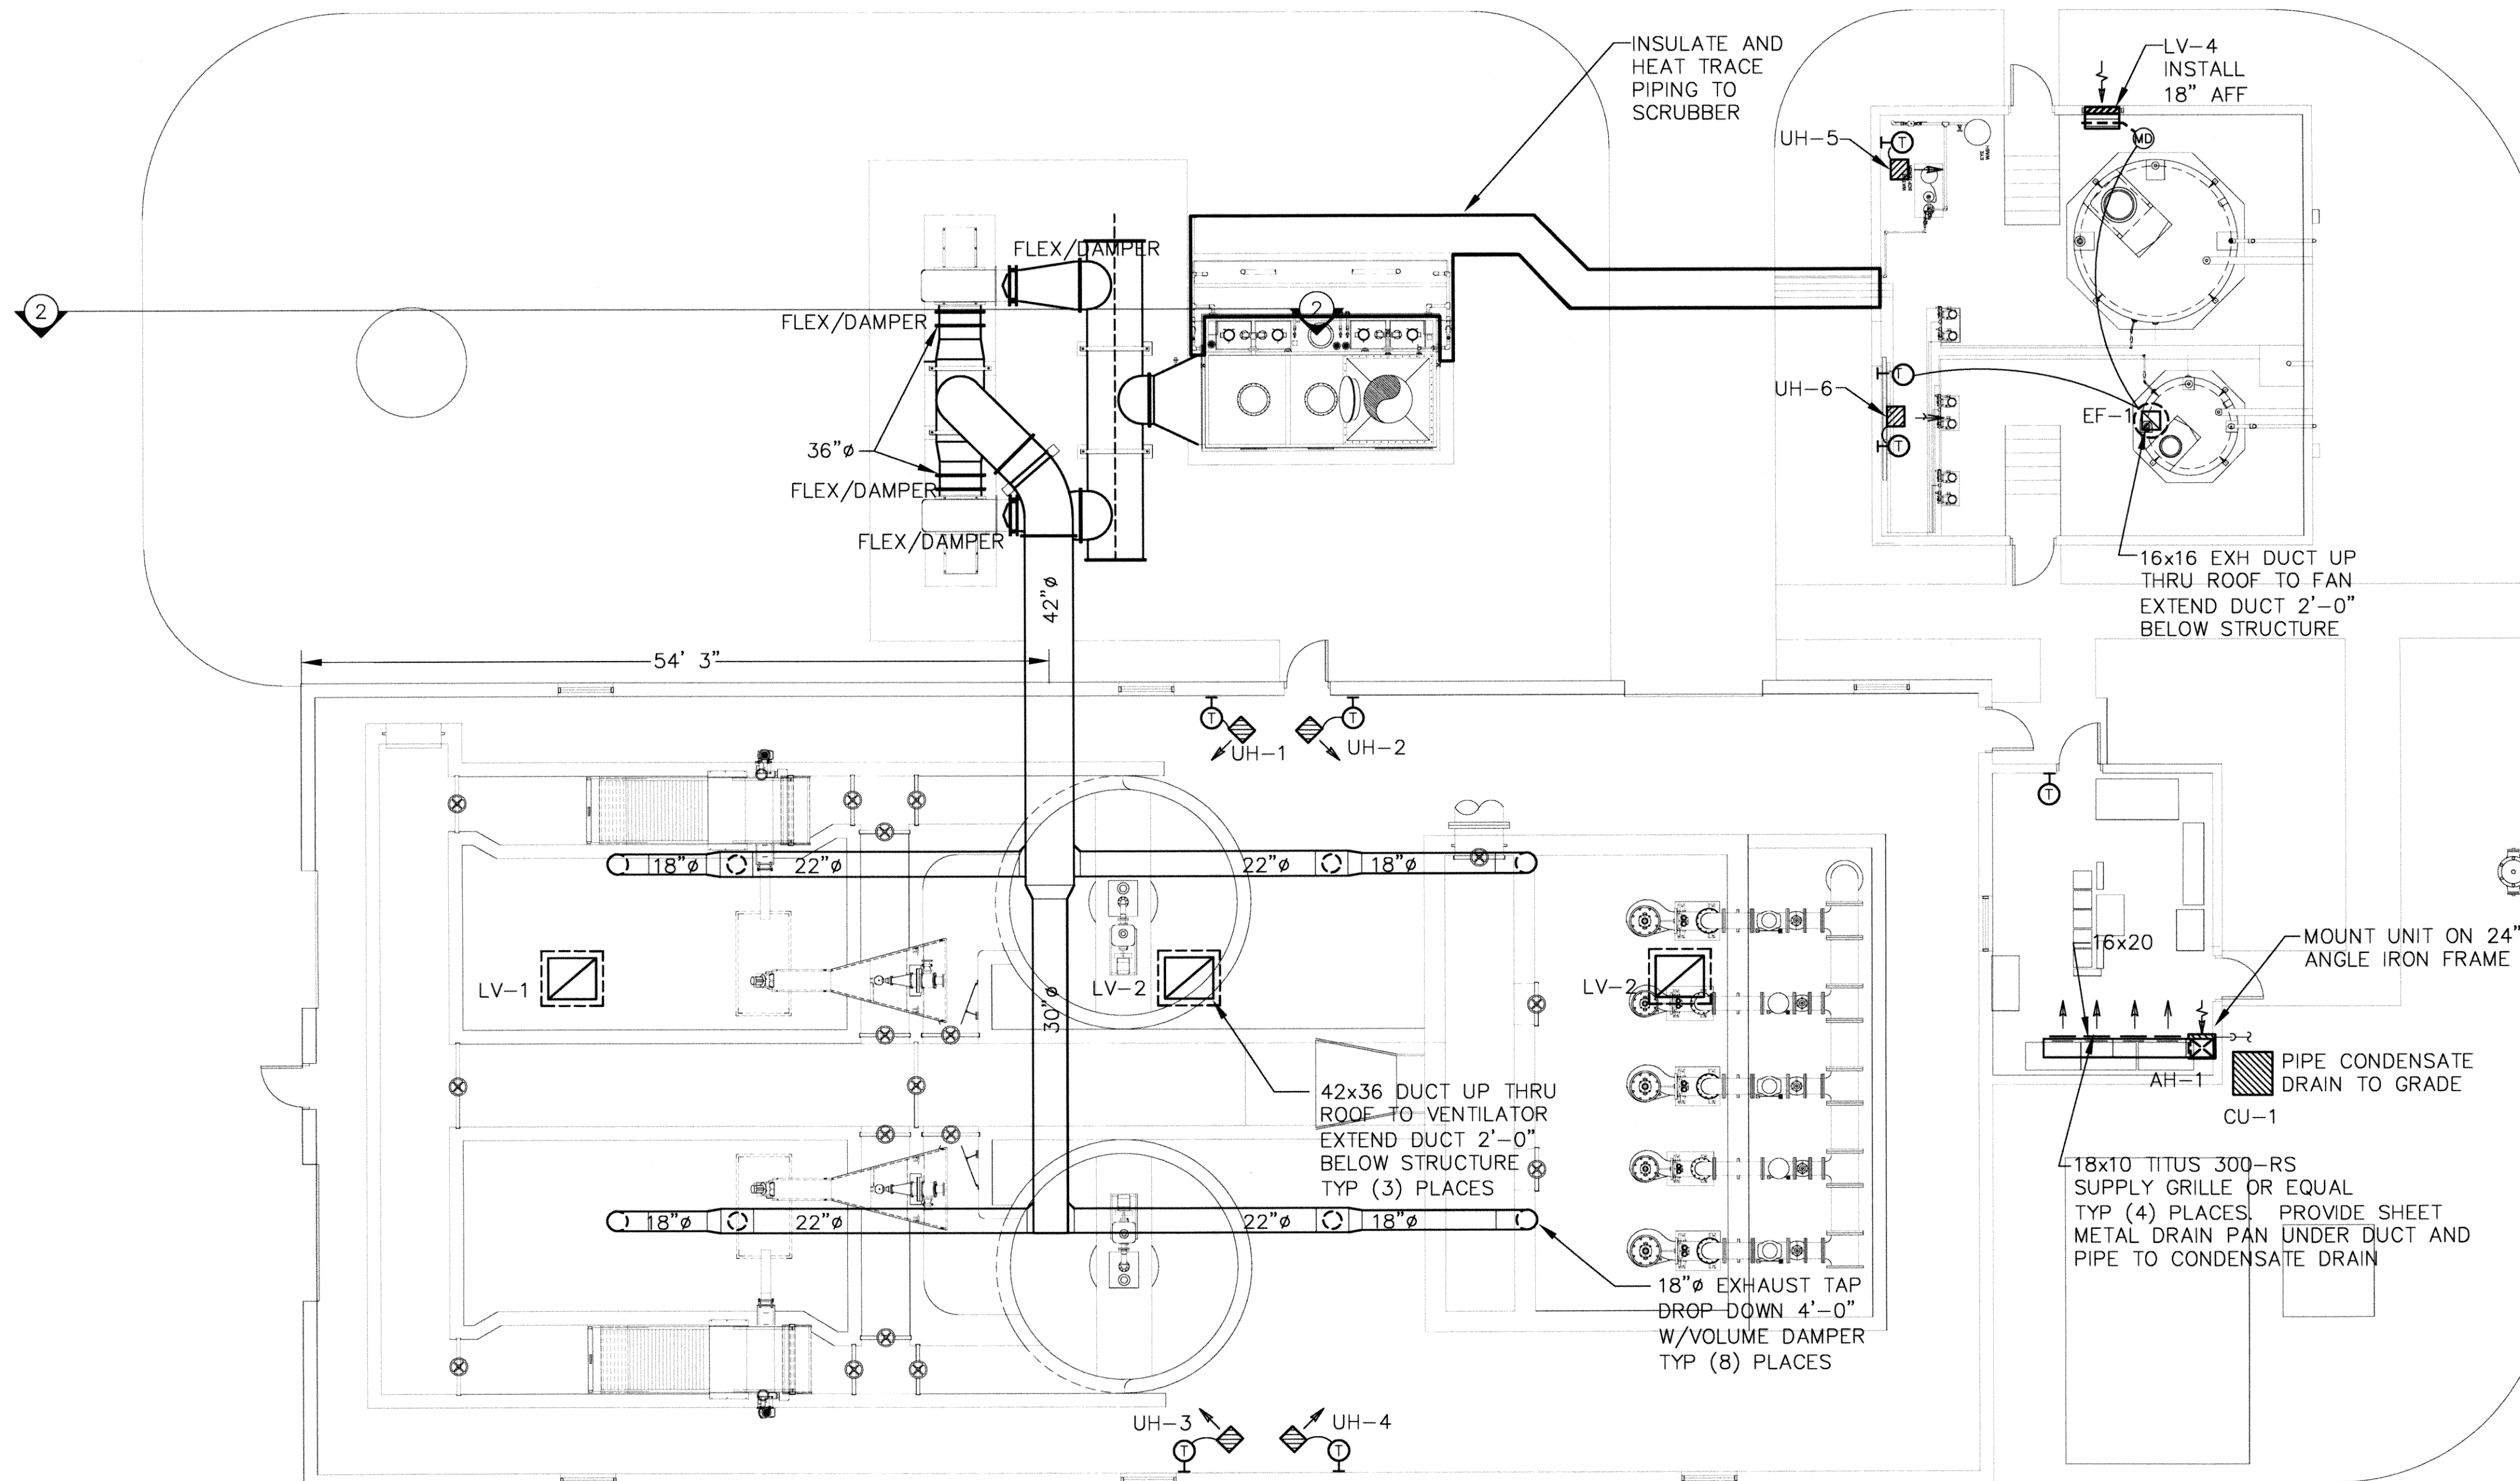 INSULATE AND
HEAT TRACE
PIPING TO
SCRUBBER
LV-4
INSTALL
18" AFF
MD
UH-5
T
EYE
WASH
FLEX/DAMPER
2
2
FLEX/DAMPER
UH-6
T
T
EF-1
36"ø
FLEX/DAMPER
FLEX/DAMPER
42"ø
16x16 EXH DUCT UP
THRU ROOF TO FAN
EXTEND DUCT 2'-0"
BELOW STRUCTURE
54' 3"
T
T
UH-1
UH-2
T
18"ø
22"ø
22"ø
18"ø
LV-1
LV-2
LV-2
30"ø
16x20
MOUNT UNIT ON 24"
ANGLE IRON FRAME
42x36 DUCT UP THRU
ROOF TO VENTILATOR
EXTEND DUCT 2'-0"
BELOW STRUCTURE
TYP (3) PLACES
AH-1
PIPE CONDENSATE
DRAIN TO GRADE
CU-1
18x10 TITUS 300-RS
SUPPLY GRILLE OR EQUAL
TYP (4) PLACES. PROVIDE SHEET
METAL DRAIN PAN UNDER DUCT AND
PIPE TO CONDENSATE DRAIN
18"ø
22"ø
22"ø
18"ø
18"ø EXHAUST TAP
DROP DOWN 4'-0"
W/VOLUME DAMPER
TYP (8) PLACES
UH-3
UH-4
T
T